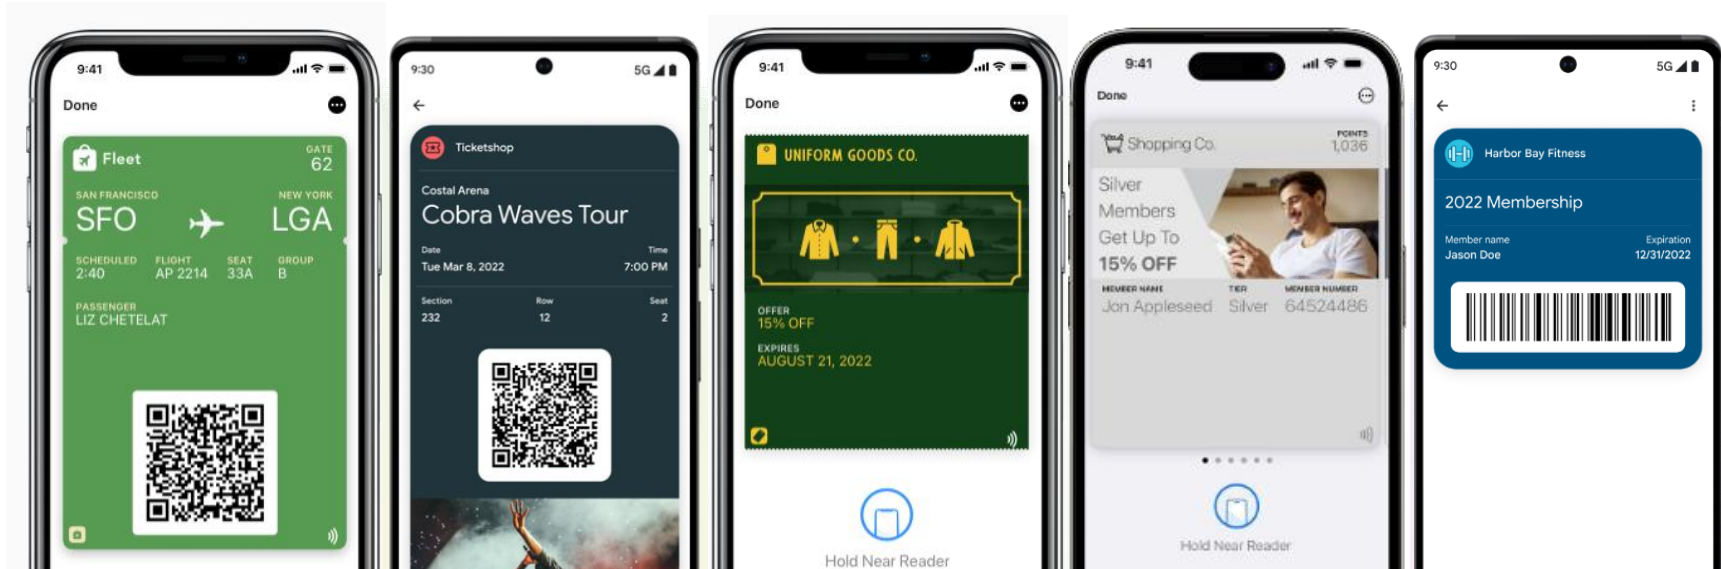 9:41
Done
Fleet
GATE
62
SAN FRANCISCO
NEW YORK
SFO
LGA
SCHEDULED
FLIGHT
SEAT
GROUP
2:40
AP 2214
33A
B
PASSENGER
LIZ CHETELAT
9:30
5G
Ticketshop
Costal Arena
Cobra Waves Tour
Date
Time
Tue Mar 8, 2022
7:00 PM
Section
Row
Seat
232
12
2
9:41
Done
UNIFORM GOODS CO.
OFFER
15% OFF
EXPIRES
AUGUST 21, 2022
Hold Near Reader
9:41
Done
Shopping Co.
POINTS
1,036
Silver
Members
Get Up To
15% OFF
MEMBER NAME
TIER
MEMBER NUMBER
Jon Appleseed
Silver
64524486
Hold Near Reader
9:30
5G
Harbor Bay Fitness
2022 Membership
Member name
Expiration
Jason Doe
12/31/2022